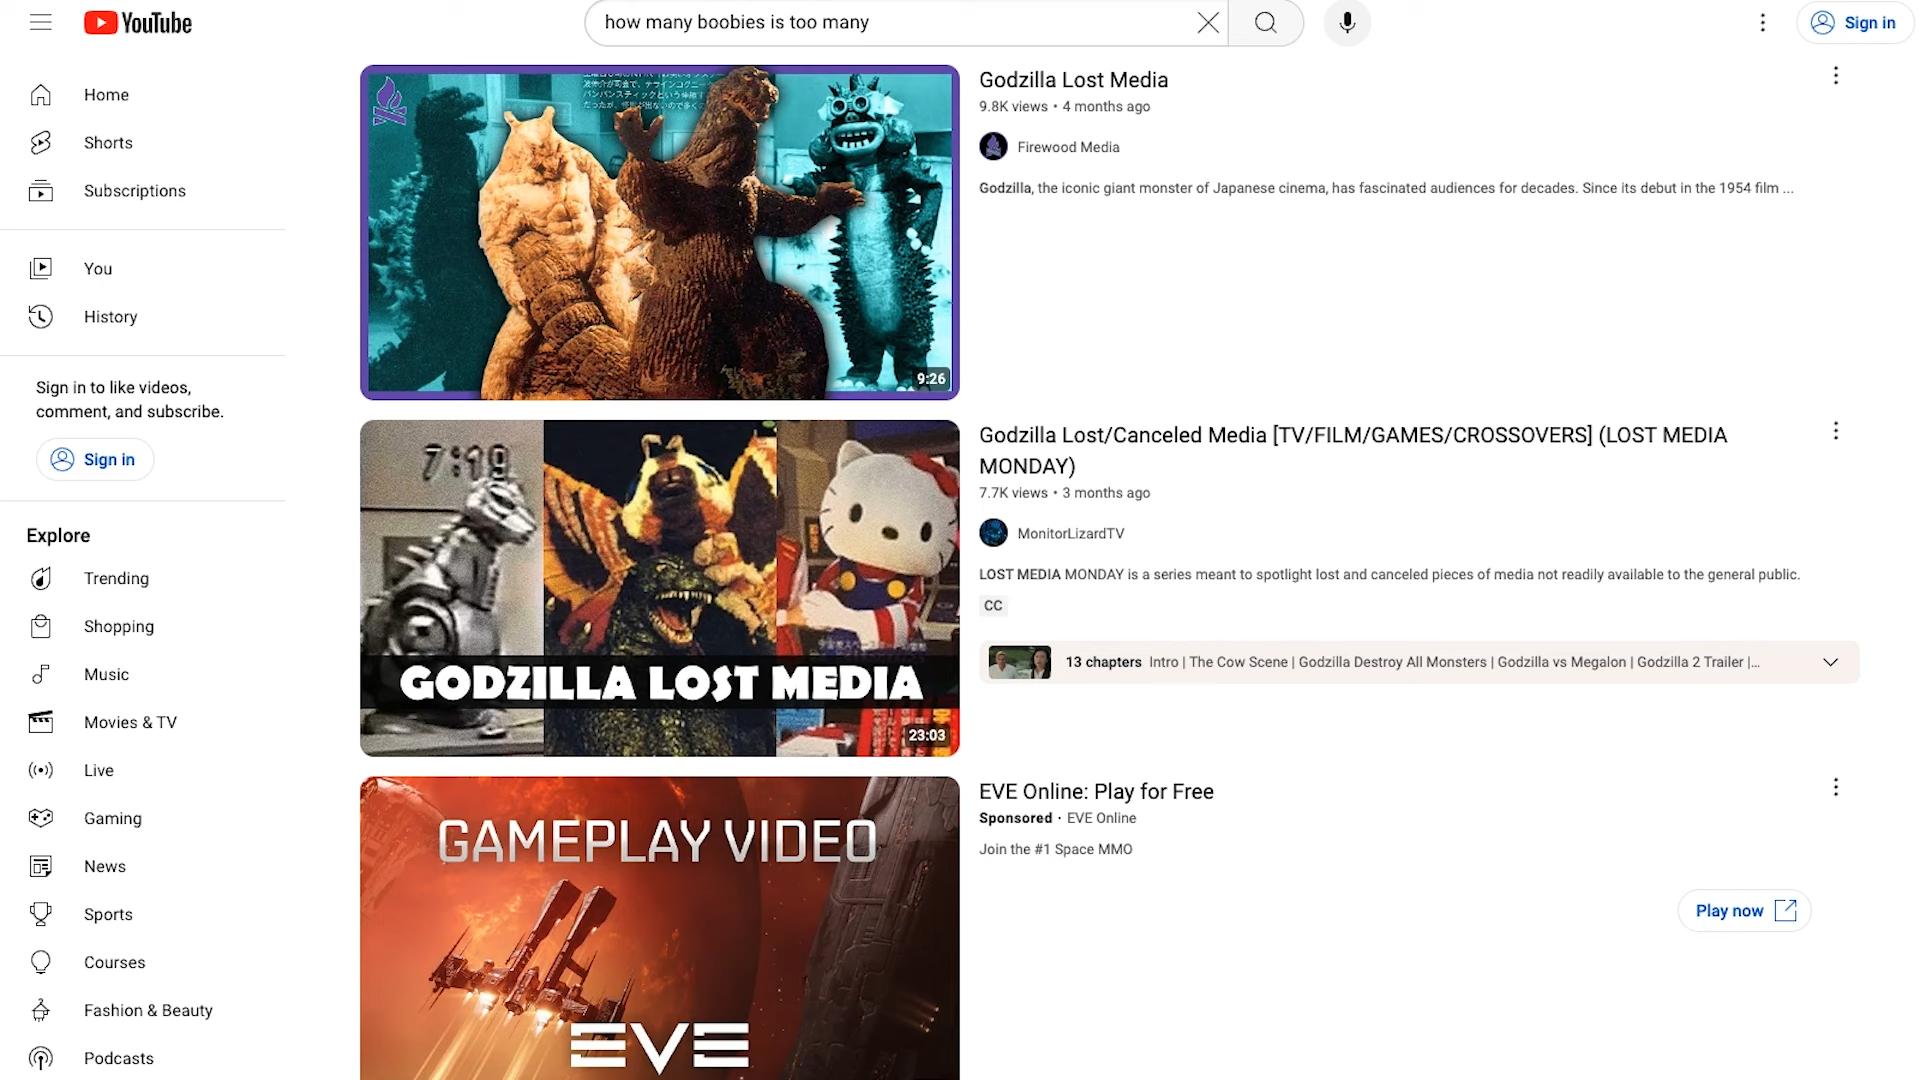 YouTube
how many boobies is too many
Sign in
Home
Shorts
Subscriptions
You
History
Sign in to like videos,
comment, and subscribe.
Sign in
Explore
Trending
Shopping
Music
Movies & TV
Live
Gaming
News
Sports
Courses
Fashion & Beauty
Podcasts
9:26
Godzilla Lost Media
9.8K views • 4 months ago
Firewood Media
Godzilla, the iconic giant monster of Japanese cinema, has fascinated audiences for decades. Since its debut in the 1954 film ...
7:19
GODZILLA LOST MEDIA
23:03
Godzilla Lost/Canceled Media [TV/FILM/GAMES/CROSSOVERS] (LOST MEDIA
MONDAY)
7.7K views • 3 months ago
MonitorLizardTV
LOST MEDIA MONDAY is a series meant to spotlight lost and canceled pieces of media not readily available to the general public.
CC
13 chapters Intro | The Cow Scene | Godzilla Destroy All Monsters | Godzilla vs Megalon | Godzilla 2 Trailer |...
GAMEPLAY VIDEO
EVE
EVE Online: Play for Free
Sponsored · EVE Online
Join the #1 Space MMO
Play now